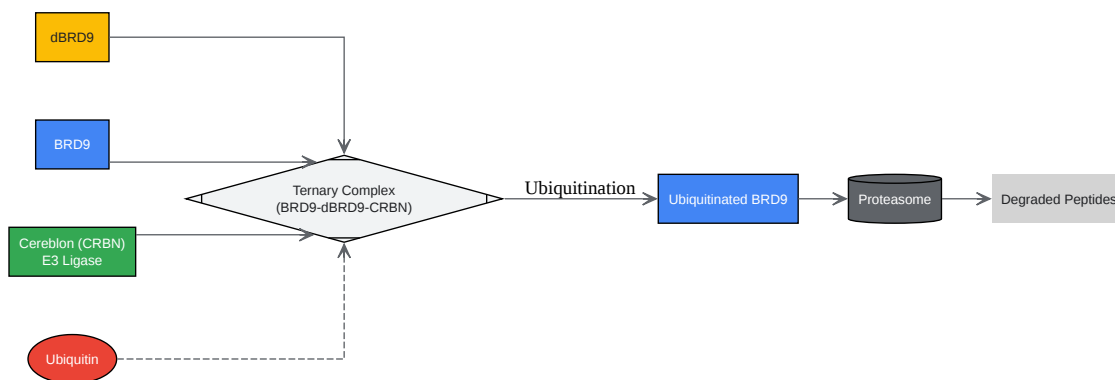 dBRD9
BRD9
Cereblon (CRBN)
E3 Ligase
Ubiquitin
Ternary Complex
(BRD9-dBRD9-CRBN)
Ubiquitination
Ubiquitinated BRD9
Proteasome
Degraded Peptides